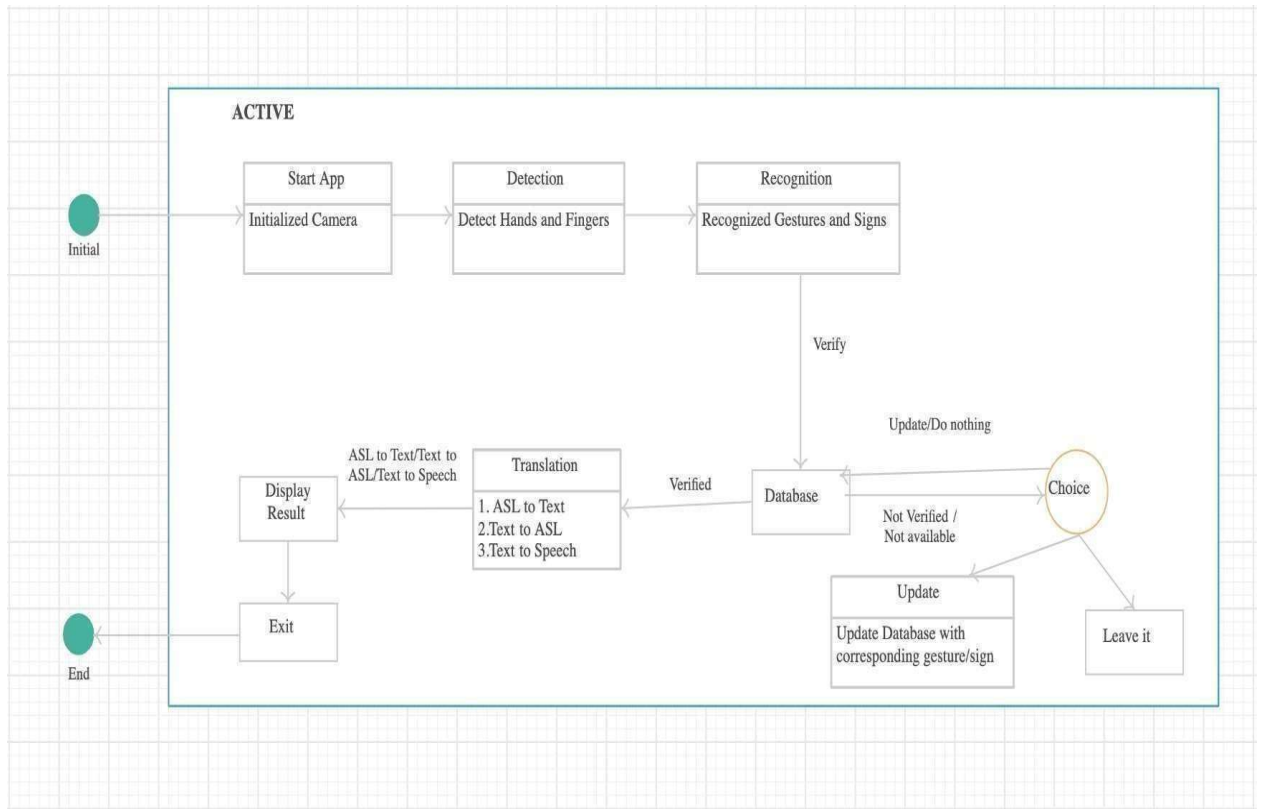 ACTIVE
Start App
Initialized Camera
Detection
Detect Hands and Fingers
Recognition
Recognized Gestures and Signs
Initial
Verify
Update/Do nothing
ASL to Text/Text to
ASL/Text to Speech
Translation
1. ASL to Text
2.Text to ASL
3.Text to Speech
Verified
Database
Choice
Not Verified /
Not available
Display
Result
Update
Update Database with
corresponding gesture/sign
Leave it
Exit
End